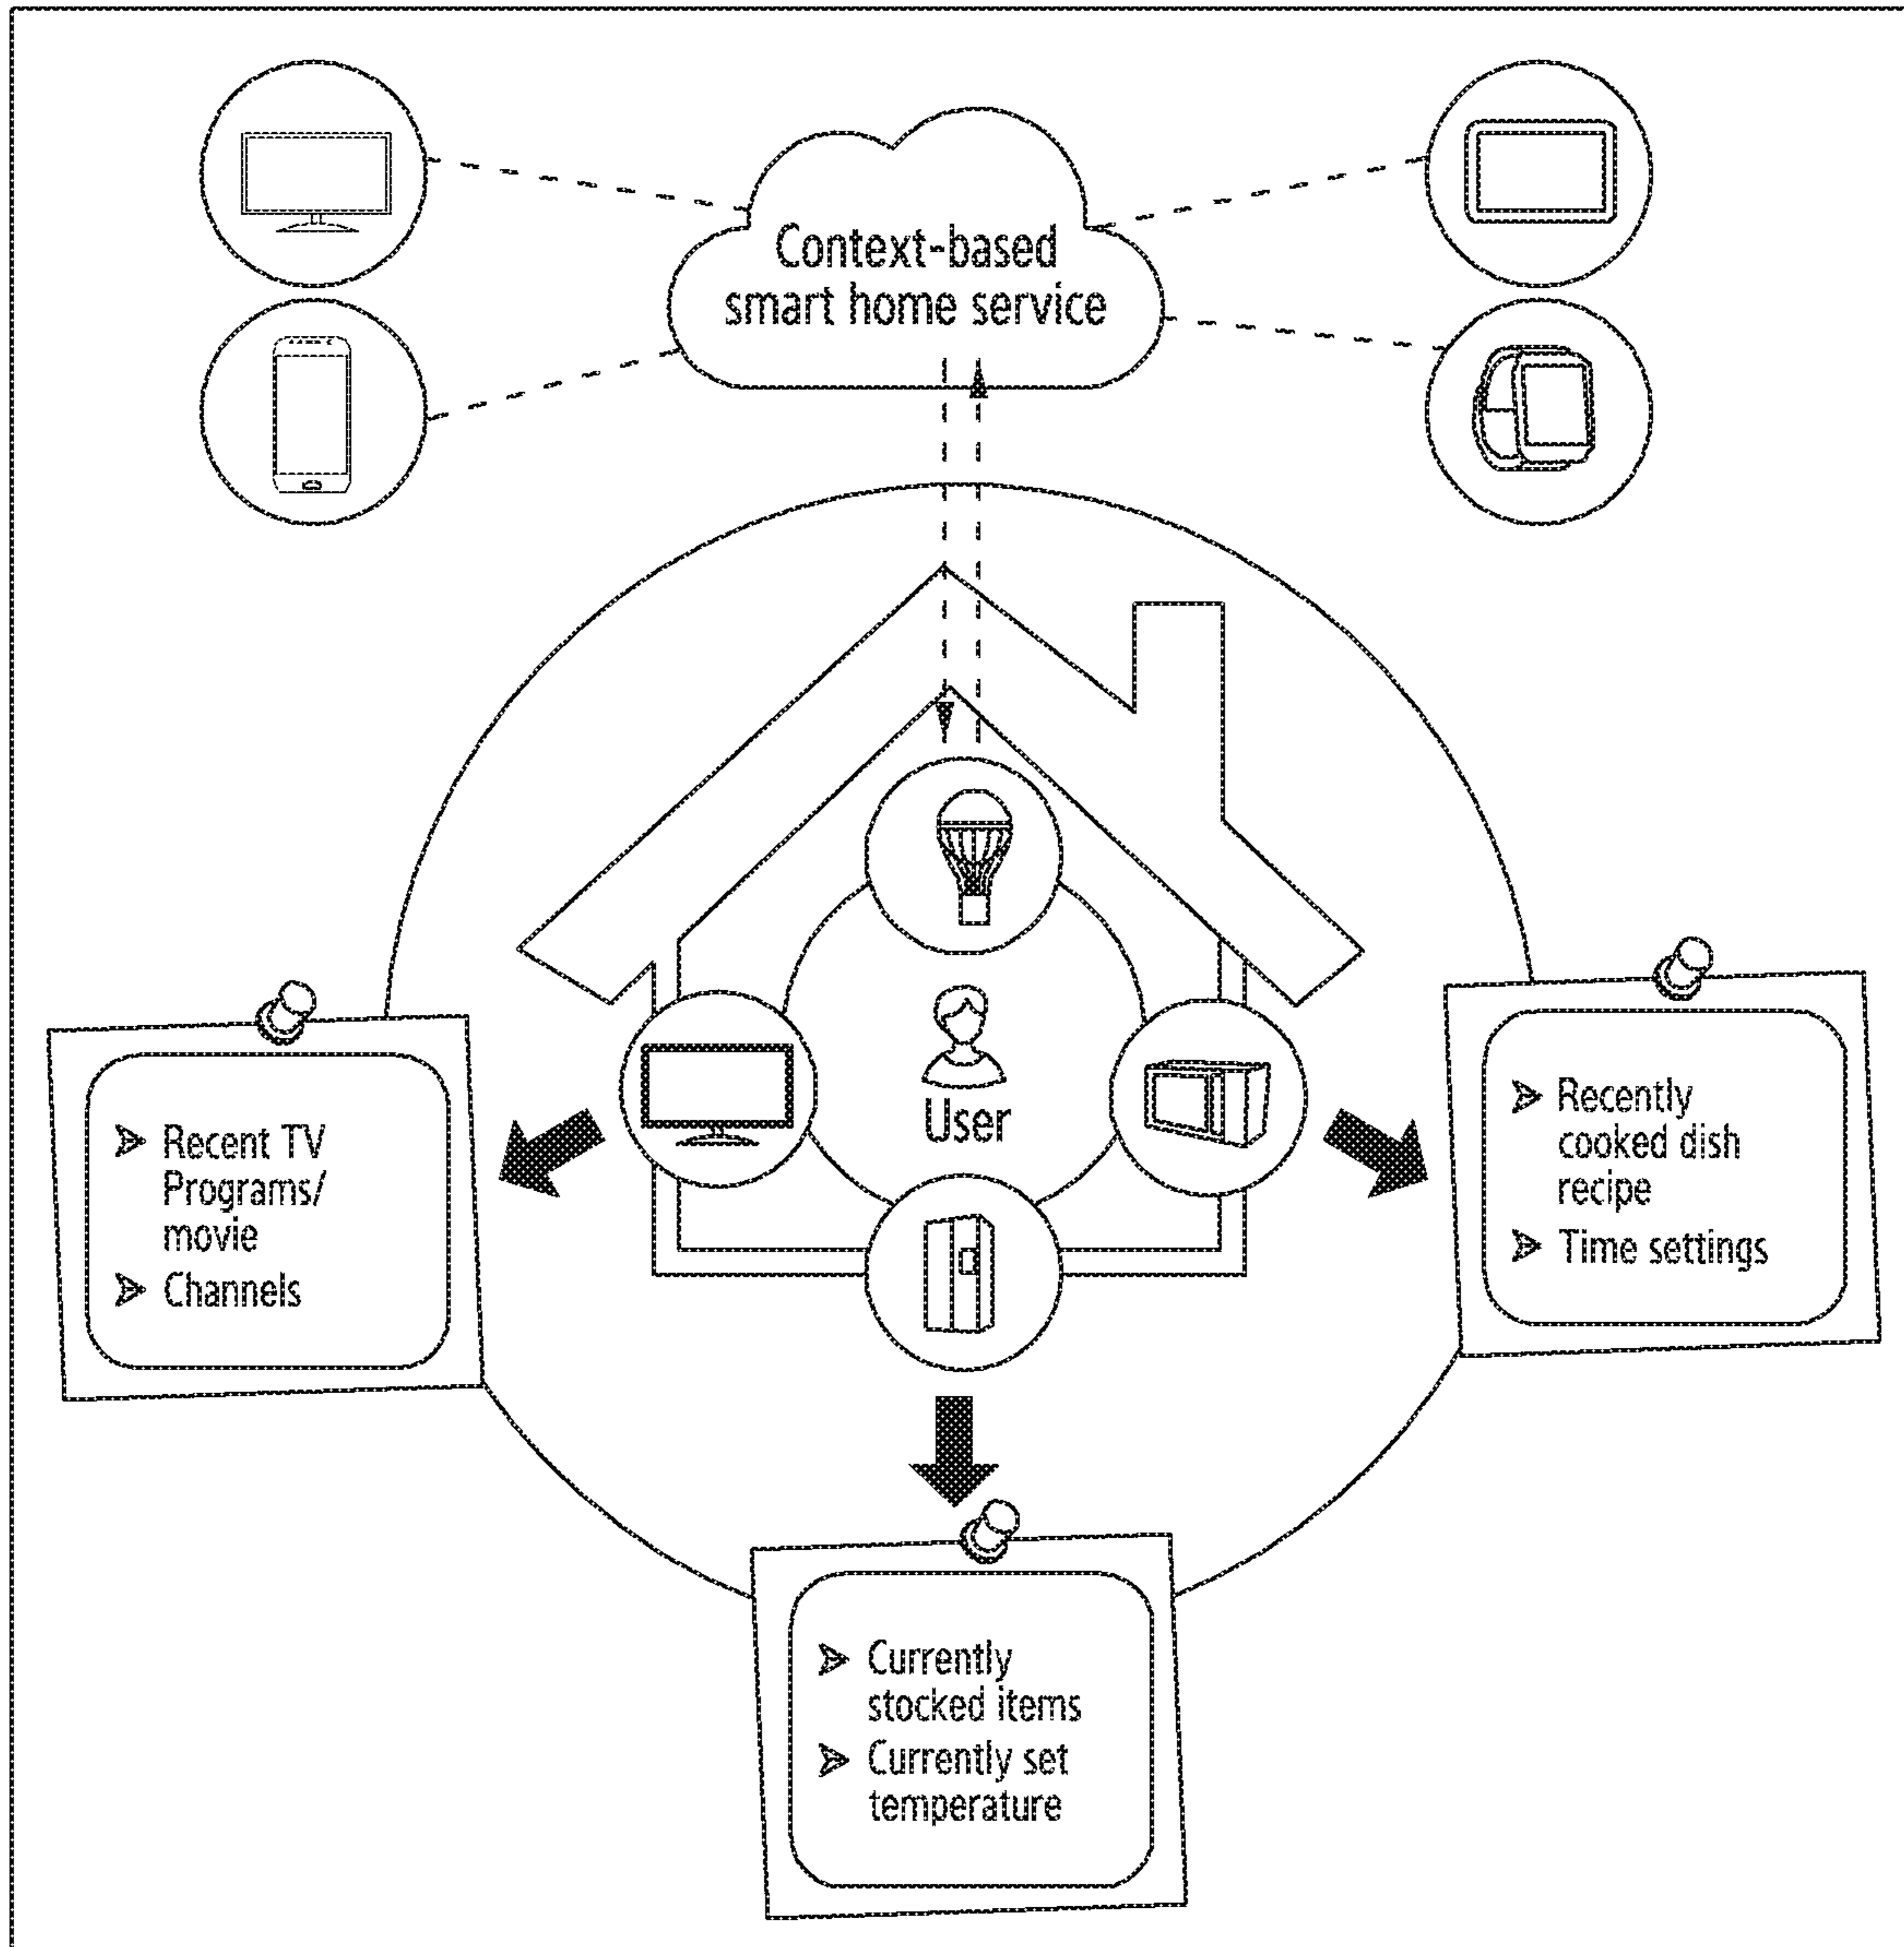 Context-based
smart home service
User
Recent TV
Programs/
movie
Channels
Recently
cooked dish
recipe
Time settings
Currently
stocked items
Currently set
temperature